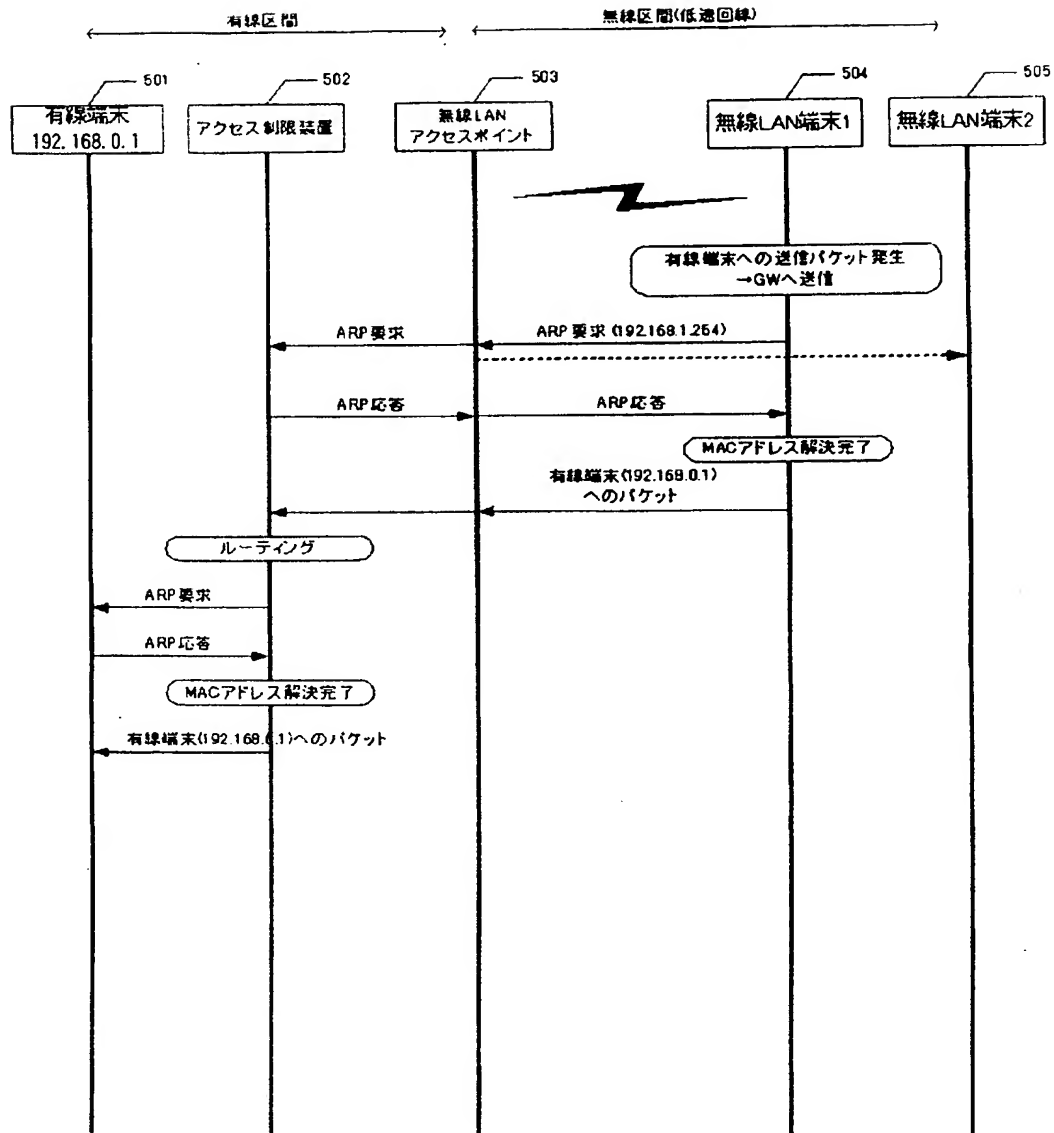 有線区間
無線区間(低速回線)
501
502
503
504
505
有線端末
192.168.0.1
アクセス制限装置
無線LAN
アクセスポイント
無線LAN端末1
無線LAN端末2
有線端末への送信パケット発生
→GWへ送信
ARP要求
ARP要求(192.168.1.254)
ARP応答
ARP応答
MACアドレス解決完了
有線端末(192.168.0.1)
へのパケット
ルーティング
ARP要求
ARP応答
MACアドレス解決完了
有線端末(192.168.0.1)へのパケット